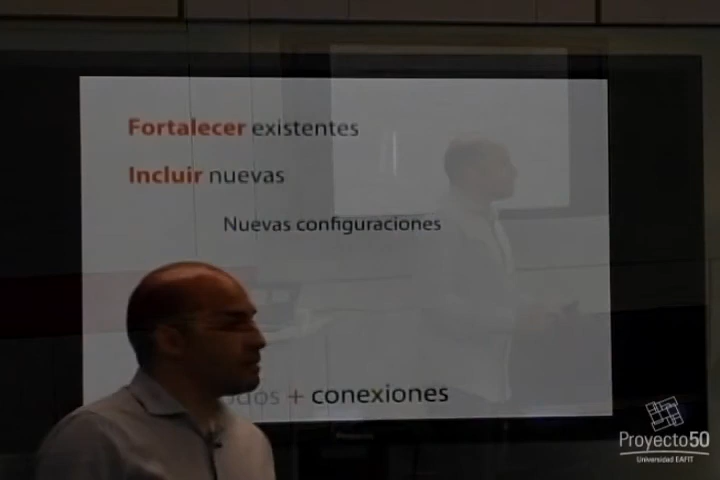 Fortalecer existentes
Incluir nuevas
Nuevas configuraciones
+ conexiones
Proyecto50
Universidad EAFIT